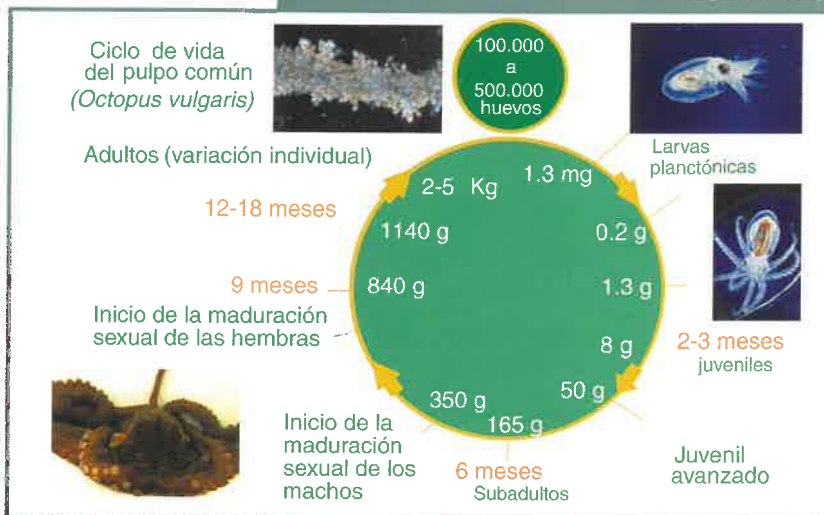 Ciclo de vida
del pulpo común
(Octopus vulgaris)
100.000
a
500.000
huevos
Larvas
planctónicas
Adultos (variación individual)
2-5 Kg
1.3 mg
12-18 meses
1140 g
0.2 g
9 meses
840 g
1.3 g
Inicio de la maduración
sexual de las hembras
8 g
2-3 meses
juveniles
350 g
50 g
165 g
Inicio de la
maduración
sexual de los
machos
6 meses
Subadultos
Juvenil
avanzado